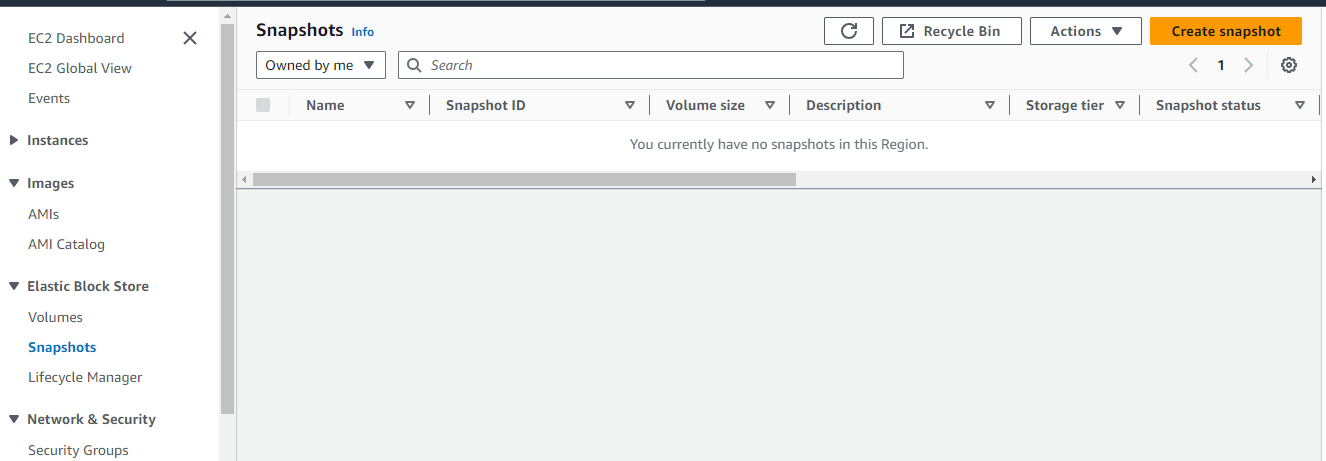 EC2 Dashboard
EC2 Global View
Events
Instances
Images
AMIs
AMI Catalog
Elastic Block Store
Volumes
Snapshots
Lifecycle Manager
Network & Security
Security Groups
Snapshots Info
Recycle Bin
Actions
Create snapshot
Owned by me
Search
1
Name Snapshot ID Volume size Description Storage tier Snapshot status
You currently have no snapshots in this Region.